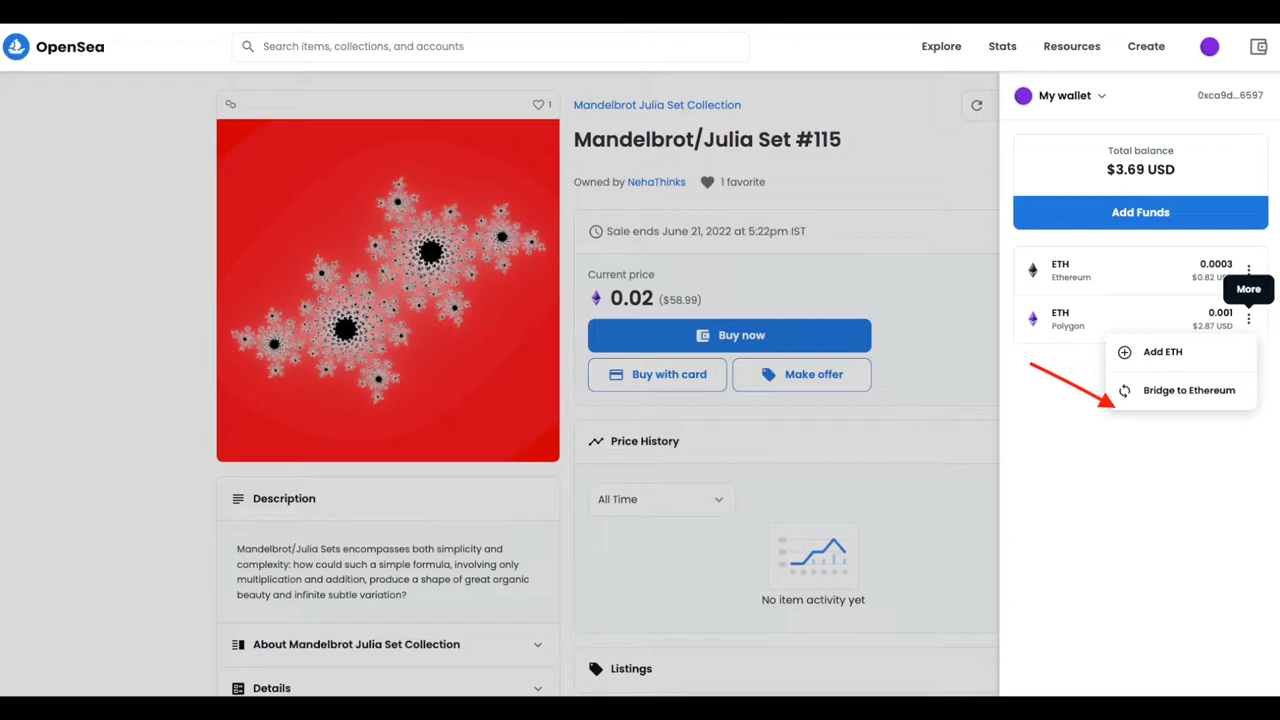 OpenSea
Search items, collections, and accounts
Explore
Stats
Resources
Create
1
Mandelbrot Julia Set Collection
Mandelbrot/Julia Set #115
Owned by NehaThinks
1 favorite
Sale ends June 21, 2022 at 5:22pm IST
Current price
0.02 ($58.99)
Buy now
Buy with card
Make offer
Price History
All Time
No item activity yet
Listings
Description
Mandelbrot/Julia Sets encompasses both simplicity and
complexity: how could such a simple formula, involving only
multiplication and addition, produce a shape of great organic
beauty and infinite subtle variation?
About Mandelbrot Julia Set Collection
Details
My wallet
0xca9d...6597
Total balance
$3.69 USD
Add Funds
ETH
0.0003
Ethereum
$0.82
More
ETH
0.001
Polygon
$2.87 USD
Add ETH
Bridge to Ethereum